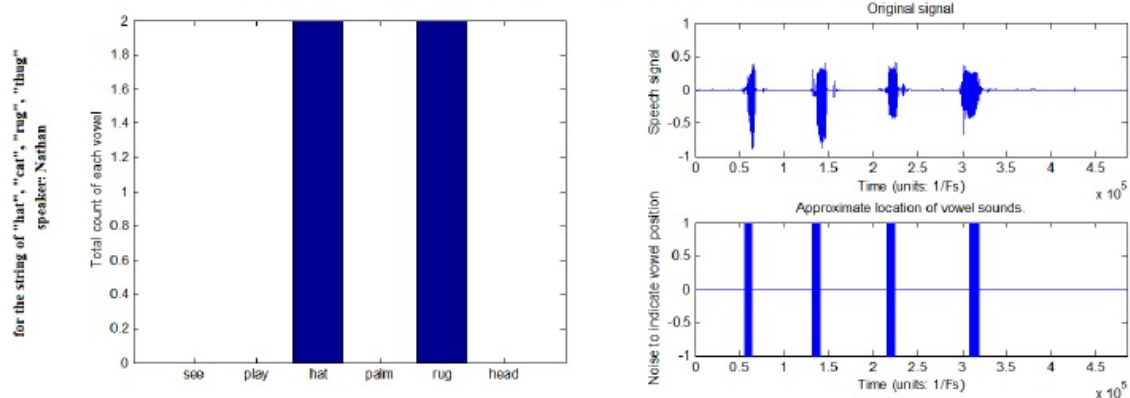 for the string of "hat", "cat", "rug", "thug"
speaker: Nathan
Total count of each vowel
2
1.8
1.6
1.4
1.2
1
0.8
0.6
0.4
0.2
0
see play hat palm rug head
Original signal
Speech signal
1
0.5
0
-0.5
-1
0 0.5 1 1.5 2 2.5 3 3.5 4 4.5
Time (units: 1/Fs)
x 10^5
Approximate location of vowel sounds.
Noise to indicate vowel position
1
0.5
0
-0.5
-1
0 0.5 1 1.5 2 2.5 3 3.5 4 4.5
Time (units: 1/Fs)
x 10^5